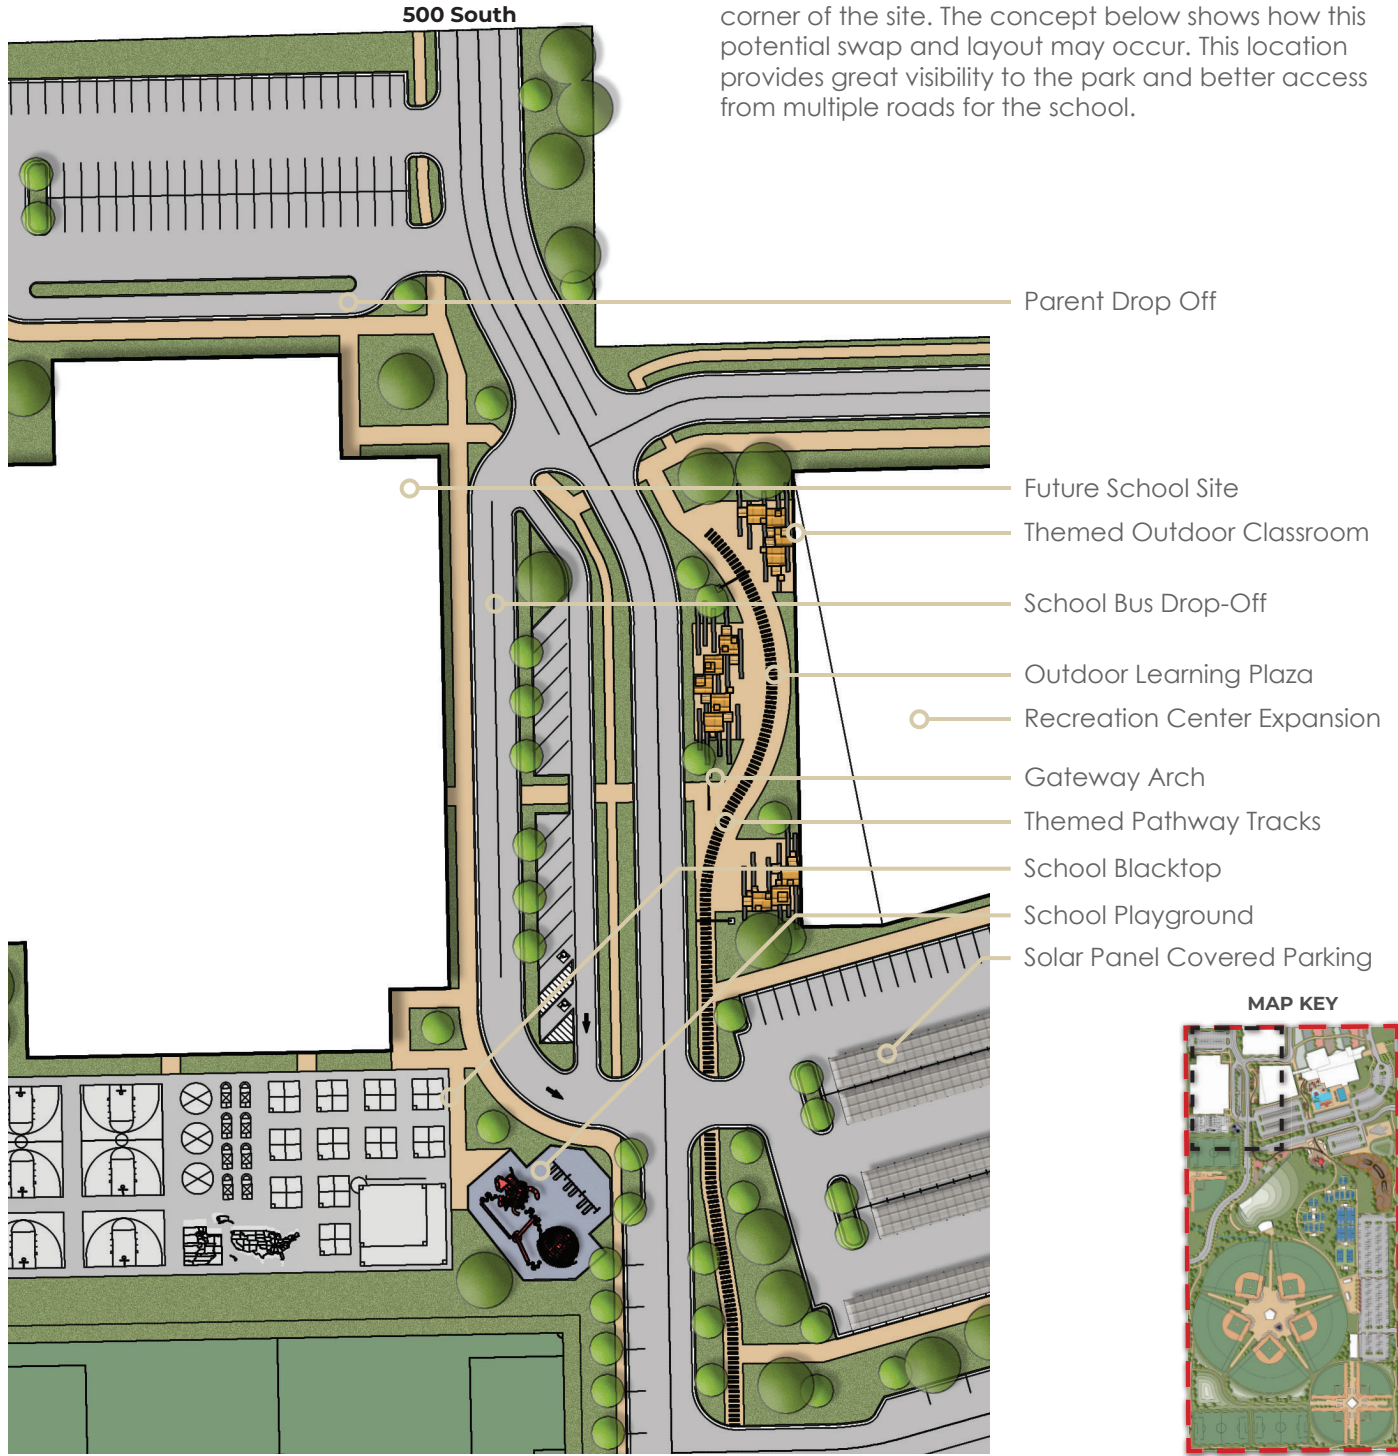 500 South
corner of the site. The concept below shows how this
potential swap and layout may occur. This location
provides great visibility to the park and better access
from multiple roads for the school.
Parent Drop Off
Future School Site
Themed Outdoor Classroom
School Bus Drop-Off
Outdoor Learning Plaza
Recreation Center Expansion
Gateway Arch
Themed Pathway Tracks
School Blacktop
School Playground
Solar Panel Covered Parking
MAP KEY